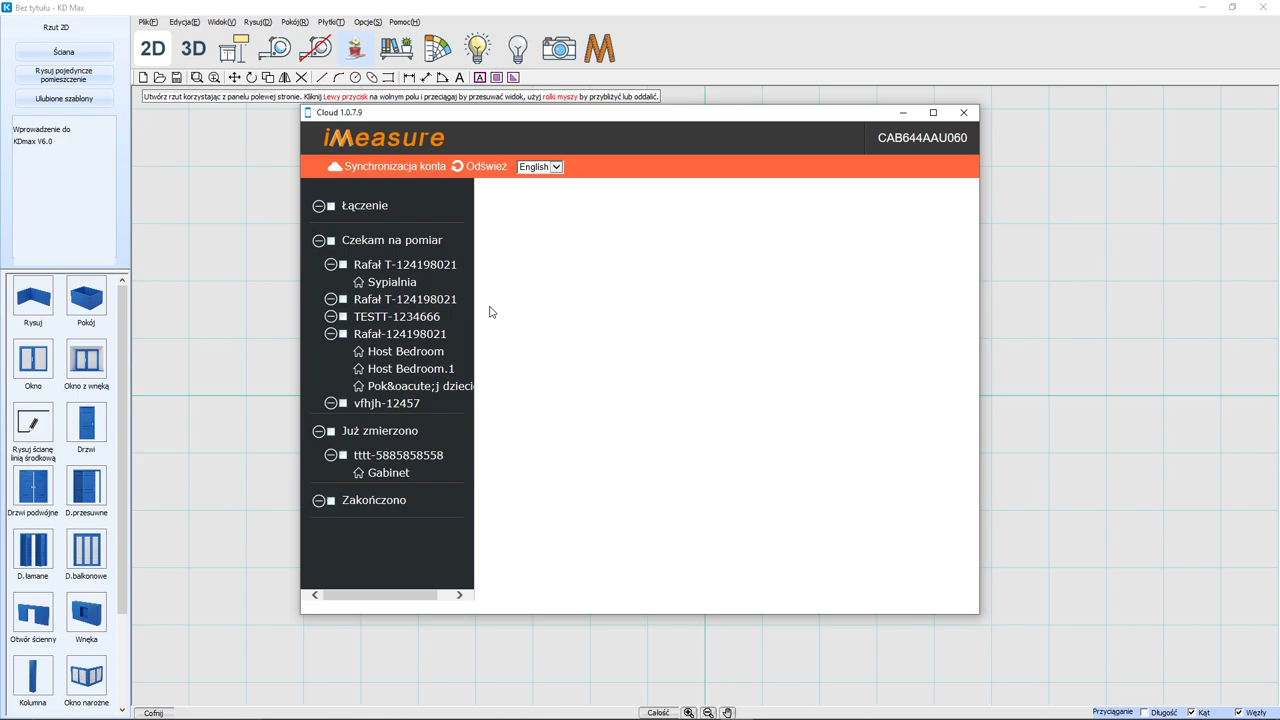 Bez tytułu - KD Max
Rzut 2D
Plik(F) Edycja(E) Widok(V) Rysuj(D) Pokój(R) Płytki(T) Opcje(S) Pomoc(H)
2D 3D
Ściana
Rysuj pojedyncze
pomieszczenie
Ulubione szablony
Utwórz rzut korzystając z panelu polewej stronie. Kliknij Lewy przycisk na wolnym polu i przeciągaj by przesuwać widok, użyj rolki myszy by przybliżyć lub oddalić.
Wprowadzenie do
KDmax V6.0
Cloud 1.0.7.9
iMeasure
CAB644AAU060
Synchronizacja konta Odśwież English
Łączenie
Czekam na pomiar
Rafał T-124198021
Sypialnia
Rafał T-124198021
TESTT-1234666
Rafał-124198021
Host Bedroom
Host Bedroom.1
Pok&oacute;j dzieci
vfhjh-12457
Już zmierzono
tttt-5885858558
Gabinet
Zakończono
Rysuj Pokój
Okno Okno z wnęką
Rysuj ścianę
linią środkową
Drzwi
Drzwi podwójne D.przesuwne
D.łamane D.balkonowe
Otwór ścienny Wnęka
Kolumna Okno narożne
Cofnij Całość Przyciąganie Długość Kąt Węzły